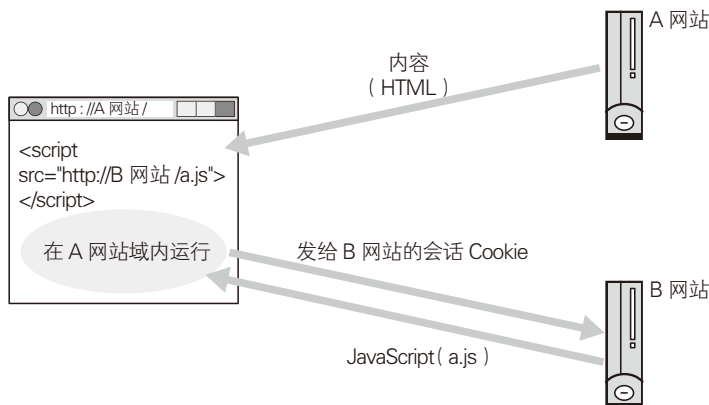 A 网站
内容
( HTML )
http : //A 网站 /
<script
src="http://B 网站 /a.js">
</script>
在 A 网站域内运行
发给 B 网站的会话 Cookie
B 网站
JavaScript( a.js )